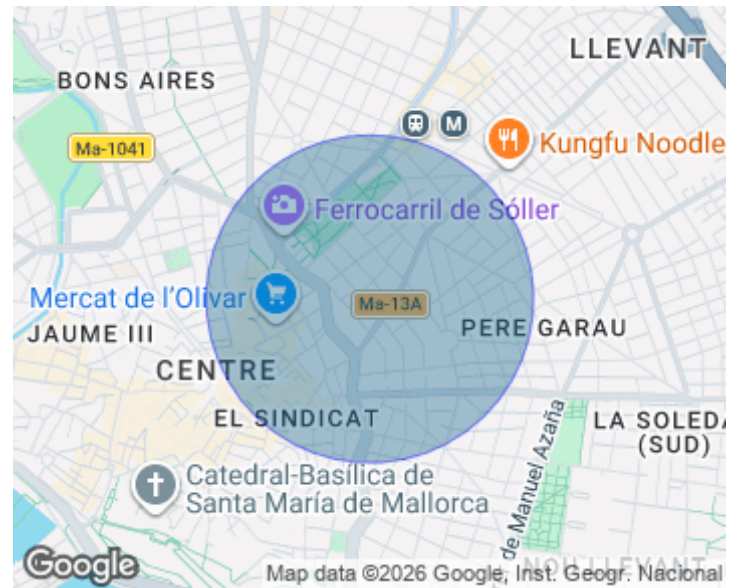 LLEVANT
BONS AIRES
M
Ma-1041
Kungfu Noodle
Ferrocarril de Sóller
Mercat de l'Olivar
Ma-13A
JAUME III
PERE GARAU
CENTRE
EL SINDICAT
LA SOLEDA
(SUD)
de Manuel Azaña
Catedral-Basílica de
Santa María de Mallorca
NOU LLEVANT
Google
Map data ©2026 Google, Inst. Geogr. Nacional